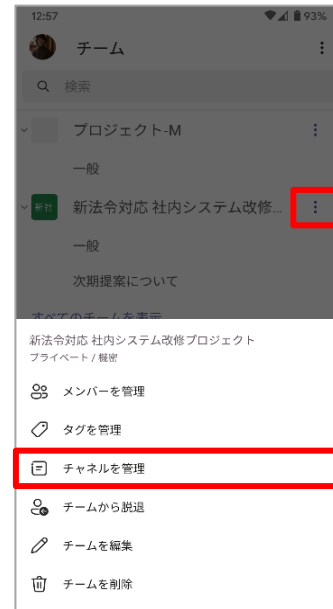 12:57 93%
チーム
検索
プロジェクト-M
一般
新社 新法令対応 社内システム改修...
一般
次期提案について
すべてのチームを表示
新法令対応 社内システム改修プロジェクト
プライベート / 機密
メンバーを管理
タグを管理
チャネルを管理
チームから脱退
チームを編集
チームを削除